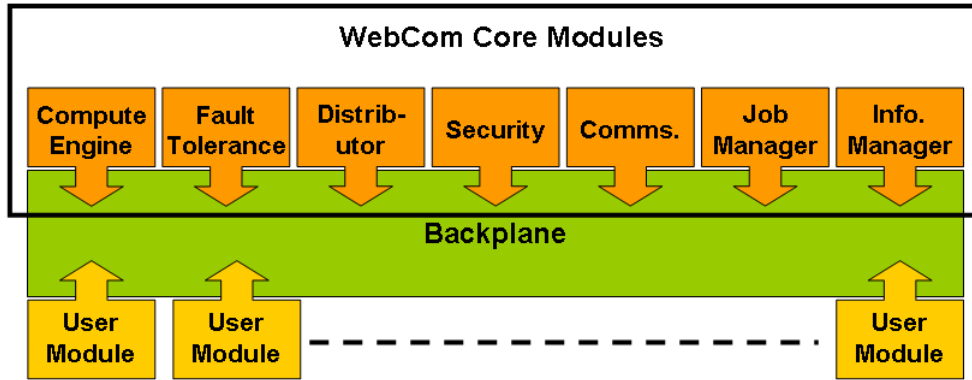 WebCom Core Modules
Compute
Engine
Fault
Tolerance
Distrib-
utor
Security
Comms.
Job
Manager
Info.
Manager
Backplane
User
Module
User
Module
User
Module